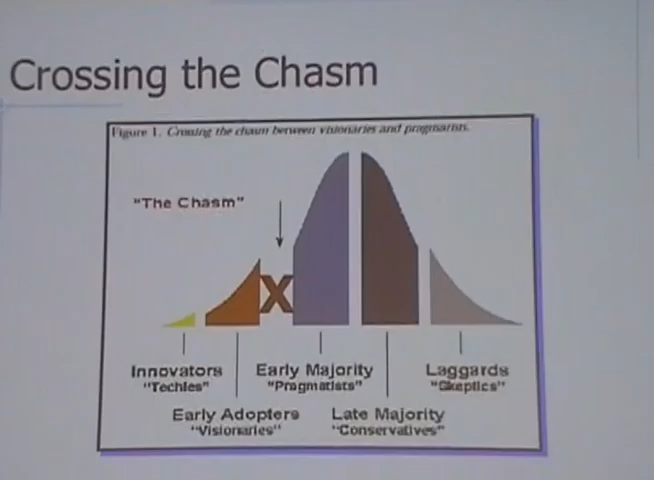 Crossing the Chasm
Figure 1. Crossing the chasm between visionaries and pragmatists.
"The Chasm"
X
Innovators
"Techies"
Early Adopters
"Visionaries"
Early Majority
"Pragmatists"
Late Majority
"Conservatives"
Laggards
"Skeptics"